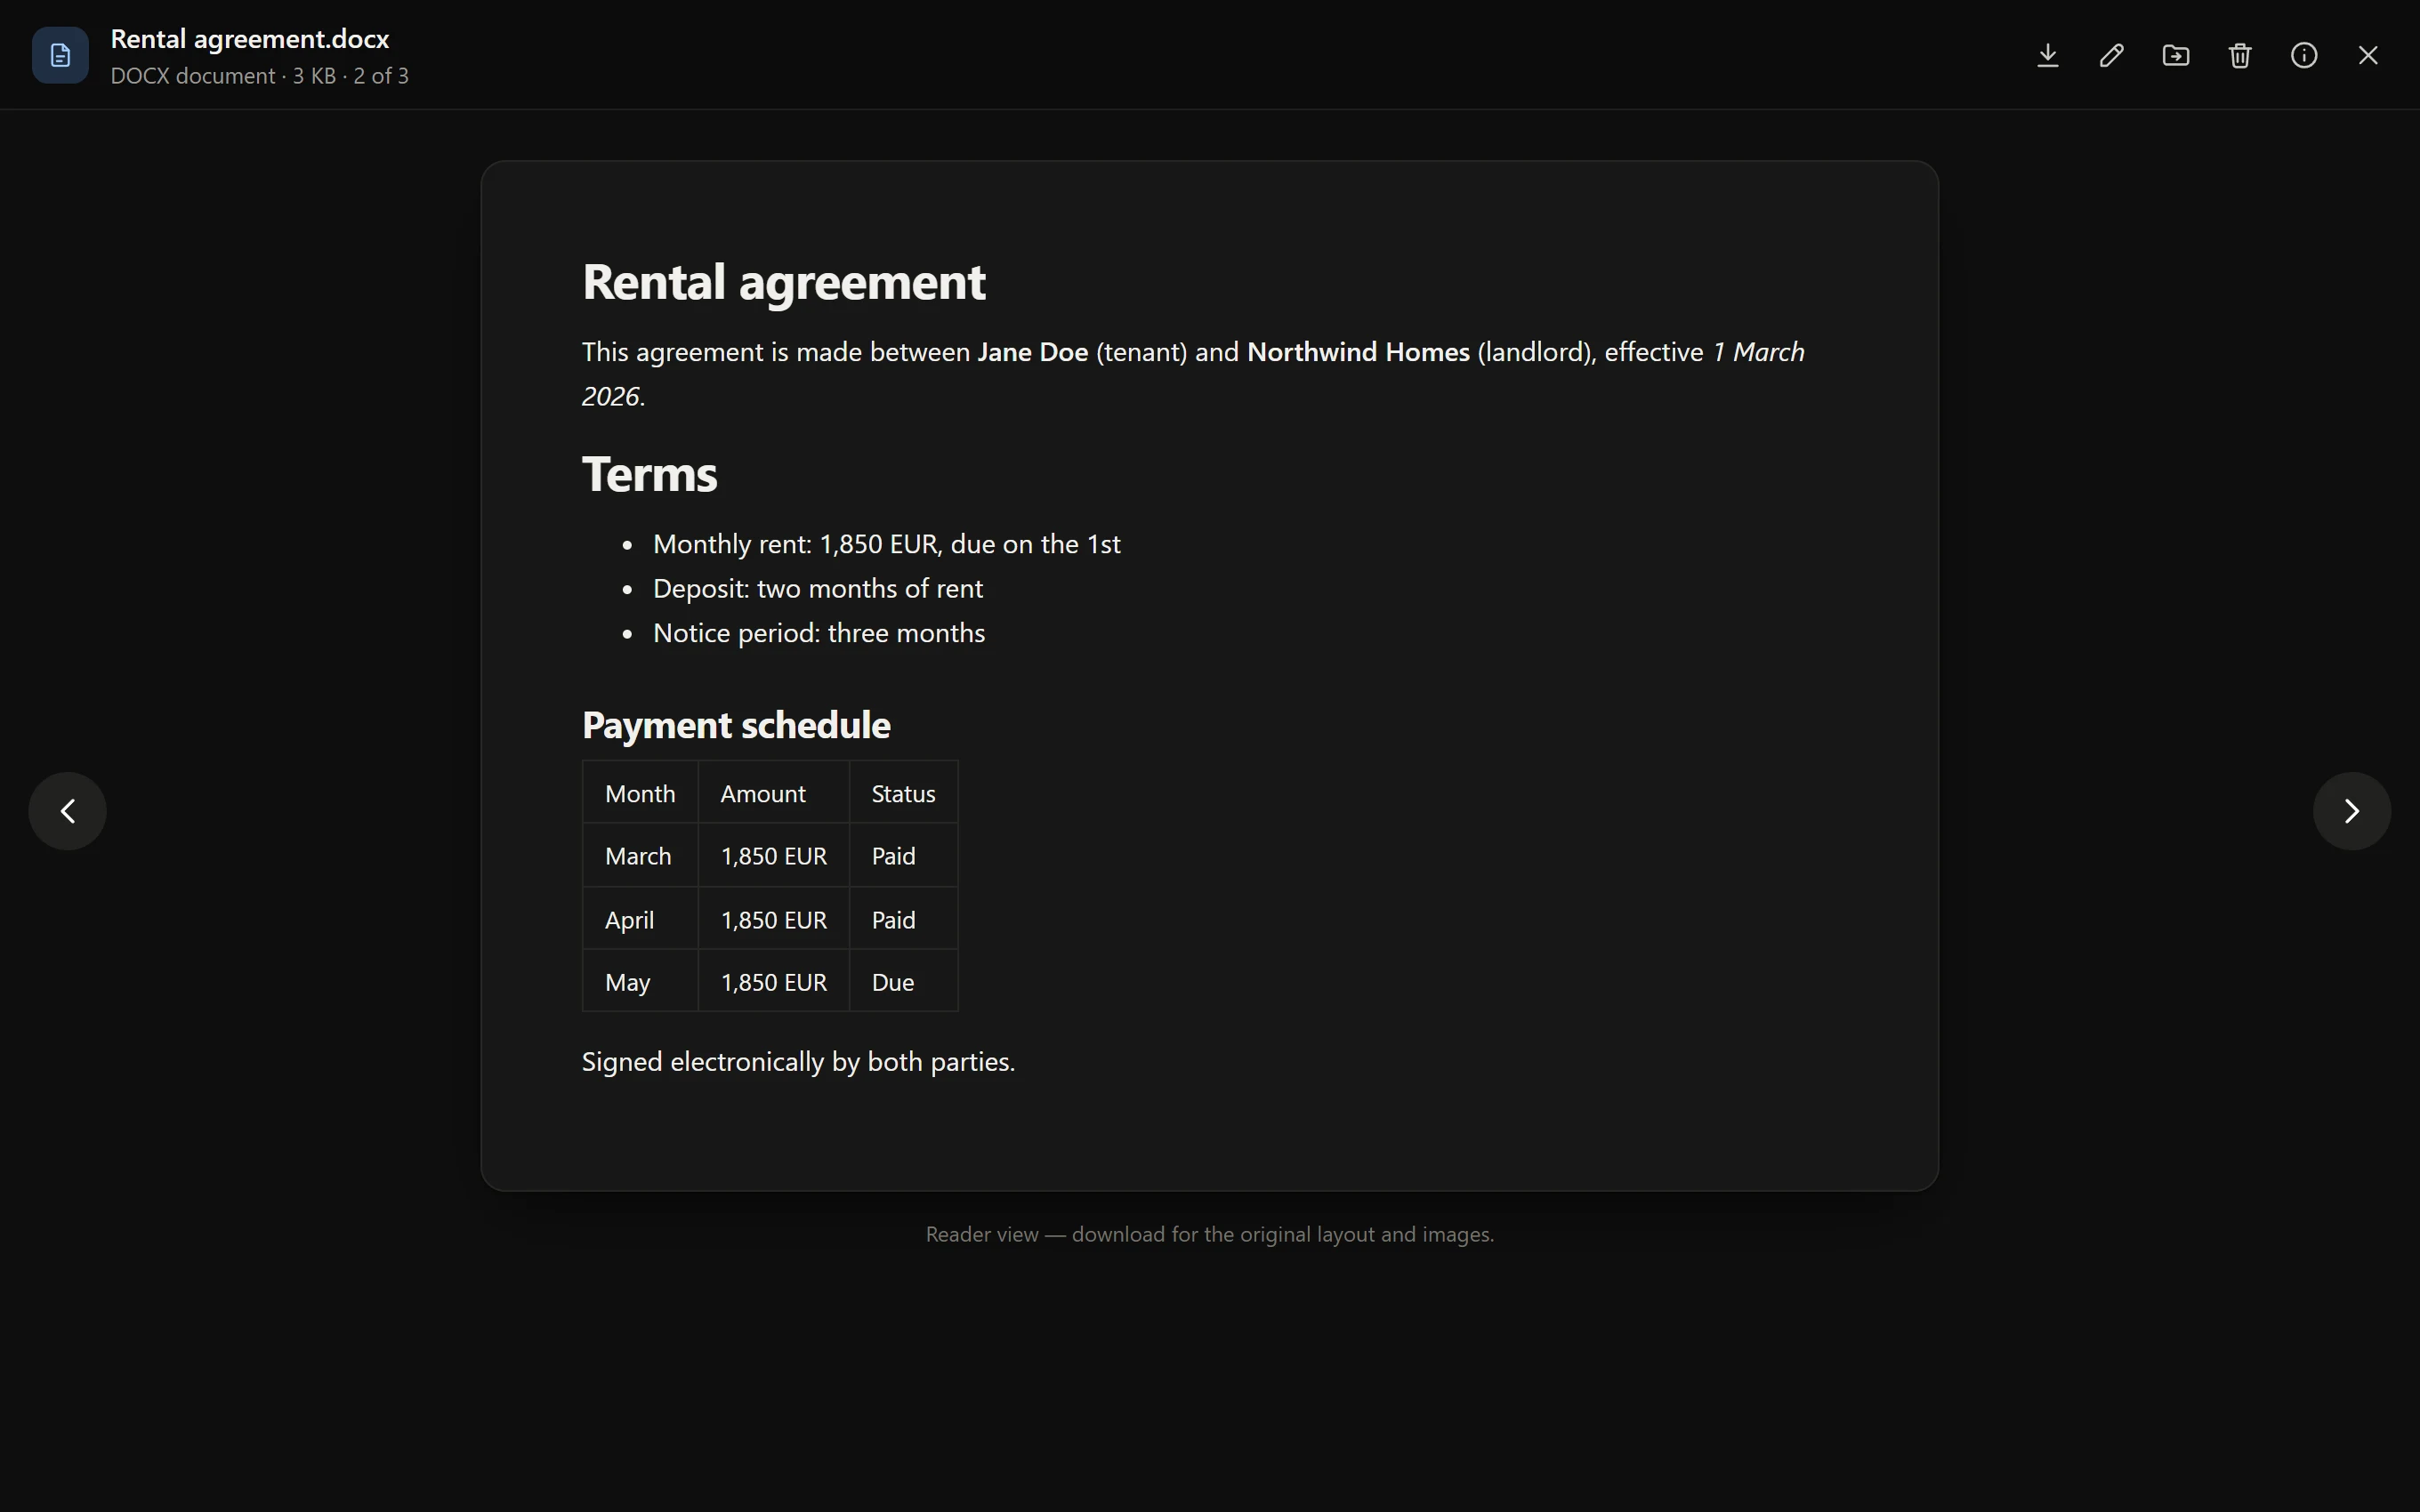 Rental agreement.docx
DOCX document · 3 KB · 2 of 3
Rental agreement
This agreement is made between Jane Doe (tenant) and Northwind Homes (landlord), effective 1 March
2026.
Terms
• Monthly rent: 1,850 EUR, due on the 1st
• Deposit: two months of rent
• Notice period: three months
Payment schedule
Month Amount Status
March 1,850 EUR Paid
April 1,850 EUR Paid
May 1,850 EUR Due
Signed electronically by both parties.
Reader view — download for the original layout and images.